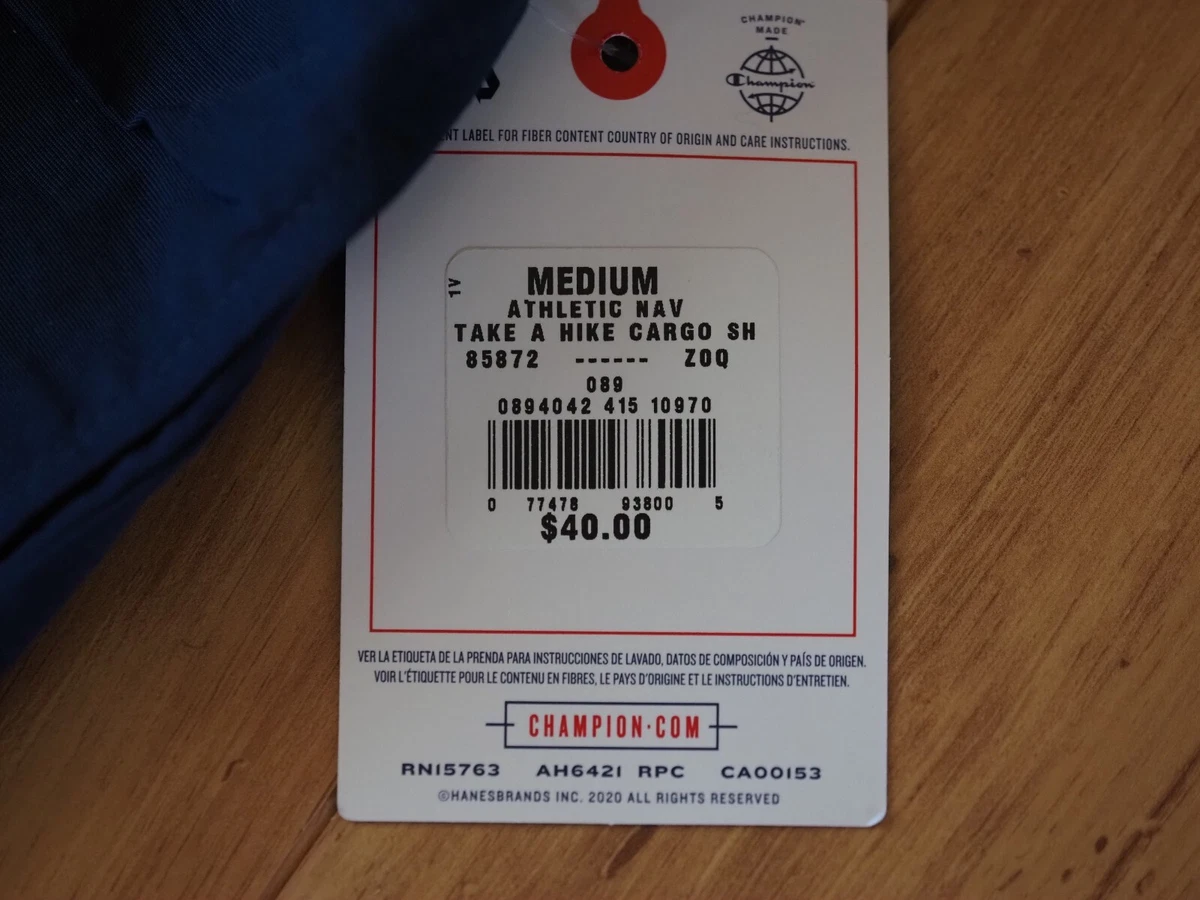 CHAMPION
MADE
Champion
LABEL FOR FIBER CONTENT COUNTRY OF ORIGIN AND CARE INSTRUCTIONS.
1V
MEDIUM
ATHLETIC NAV
TAKE A HIKE CARGO SH
85872 ------ Z0Q
089
0894042 415 10970
0 77478 93800 5
$40.00
VER LA ETIQUETA DE LA PRENDA PARA INSTRUCCIONES DE LAVADO, DATOS DE COMPOSICIÓN Y PAÍS DE ORIGEN.
VOIR L'ÉTIQUETTE POUR LE CONTENU EN FIBRES, LE PAYS D'ORIGINE ET LE INSTRUCTIONS D'ENTRETIEN.
CHAMPION·COM
RN15763 AH6421 RPC CA00153
©HANESBRANDS INC. 2020 ALL RIGHTS RESERVED